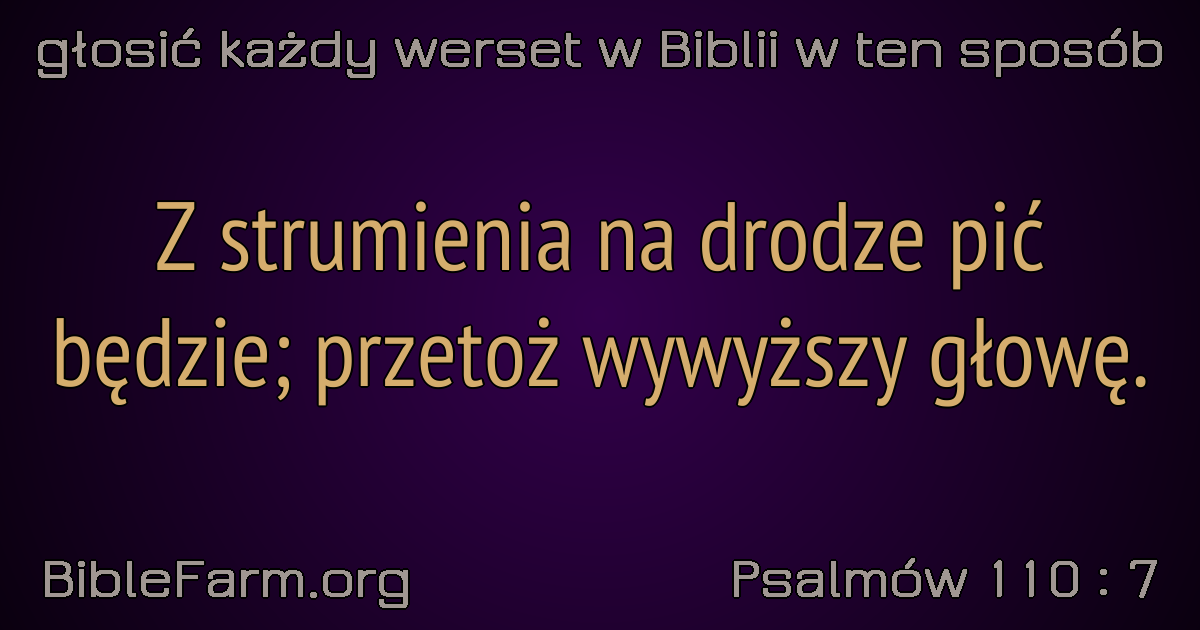 głosić każdy werset w Biblii w ten sposób
Z strumienia na drodze pić
będzie; przetoż wywyższy głowę.
BibleFarm.org
Psalmów 110 : 7